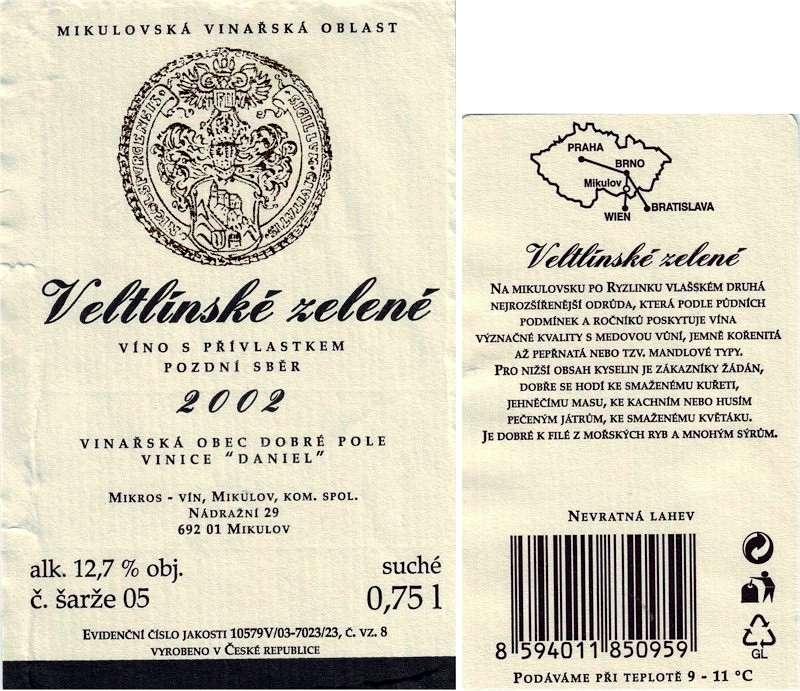 MIKULOVSKÁ VINAŘSKÁ OBLAST
Veltlínské zelené
VÍNO S PŘÍVLASTKEM
POZDNÍ SBĚR
2002
VINAŘSKÁ OBEC DOBRÉ POLE
VINICE "DANIEL"
MIKROS - VÍN, MIKULOV, KOM. SPOL.
NÁDRAŽNÍ 29
692 01 MIKULOV
alk. 12,7 % obj.
suché
č. šarže 05
0,75 l
EVIDENČNÍ ČÍSLO JAKOSTI 10579V/03-7023/23, Č. VZ. 8
VYROBENO V ČESKÉ REPUBLICE
PRAHA
BRNO
Mikulov
WIEN
BRATISLAVA
Veltlínské zelené
NA MIKULOVSKU PO RYZLINKU VLAŠSKÉM DRUHÁ
NEJROZŠÍŘENĚJŠÍ ODRŮDA, KTERÁ PODLE PŮDNÍCH
PODMÍNEK A ROČNÍKŮ POSKYTUJE VÍNA
VÝZNAČNÉ KVALITY S MEDOVOU VŮNÍ, JEMNĚ KOŘENITÁ
AŽ PEPŘNATÁ NEBO TZV. MANDLOVÉ TYPY.
PRO NIŽŠÍ OBSAH KYSELIN JE ZÁKAZNÍKY ŽÁDÁN,
DOBŘE SE HODÍ KE SMAŽENÉMU KUŘETI,
JEHNĚČÍMU MASU, KE KACHNÍM NEBO HUSÍM
PEČENÝM JÁTRŮM, KE SMAŽENÉMU KVĚTÁKU.
JE DOBRÉ K FILÉ Z MOŘSKÝCH RYB A MNOHÝM SÝRŮM.
NEVRATNÁ LAHEV
8 594011 850959
GL
PODÁVÁME PŘI TEPLOTĚ 9 - 11 °C